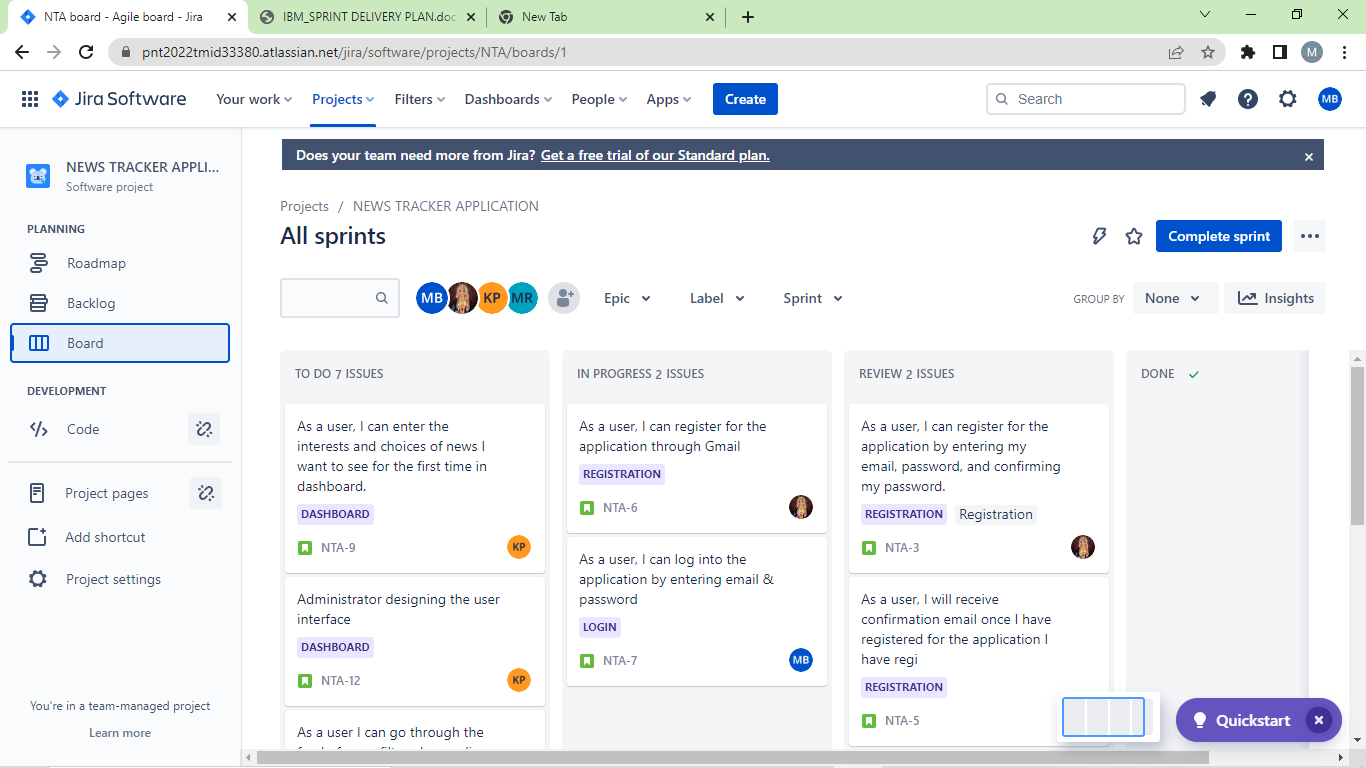 NTA board - Agile board - Jira
IBM_SPRINT DELIVERY PLAN.doc
New Tab
pnt2022tmid33380.atlassian.net/jira/software/projects/NTA/boards/1
M
Jira Software
Your work
Projects
Filters
Dashboards
People
Apps
Create
Search
MB
NEWS TRACKER APPLI...
Software project
PLANNING
Roadmap
Backlog
Board
DEVELOPMENT
Code
Project pages
Add shortcut
Project settings
You're in a team-managed project
Learn more
Does your team need more from Jira? Get a free trial of our Standard plan.
Projects / NEWS TRACKER APPLICATION
All sprints
Complete sprint
MB
KP
MR
Epic
Label
Sprint
GROUP BY
None
Insights
TO DO 7 ISSUES
As a user, I can enter the
interests and choices of news I
want to see for the first time in
dashboard.
DASHBOARD
NTA-9
KP
Administrator designing the user
interface
DASHBOARD
NTA-12
KP
As a user I can go through the
IN PROGRESS 2 ISSUES
As a user, I can register for the
application through Gmail
REGISTRATION
NTA-6
As a user, I can log into the
application by entering email &
password
LOGIN
NTA-7
MB
REVIEW 2 ISSUES
As a user, I can register for the
application by entering my
email, password, and confirming
my password.
REGISTRATION Registration
NTA-3
As a user, I will receive
confirmation email once I have
registered for the application I
have regi
REGISTRATION
NTA-5
DONE
Quickstart